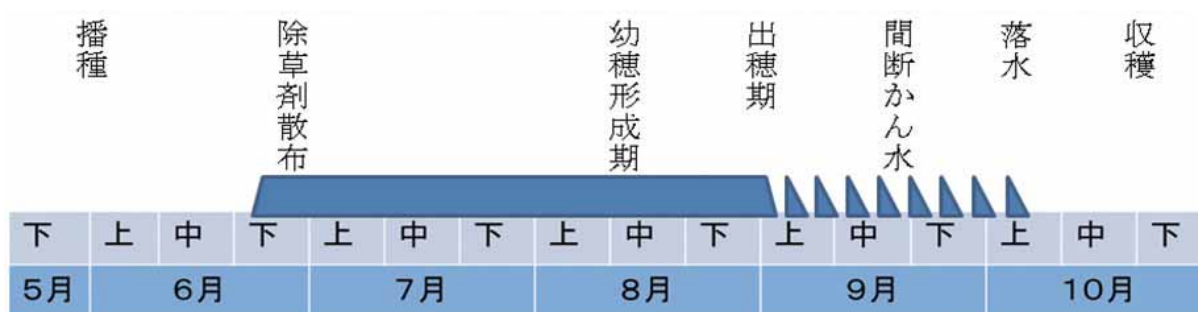 播種
除草剤散布
幼穂形成期
出穂期
間断かん水
落水
収穫
下 上 中 下 上 中 下 上 中 下 上 中 下 上 中 下
5月 6月 7月 8月 9月 10月